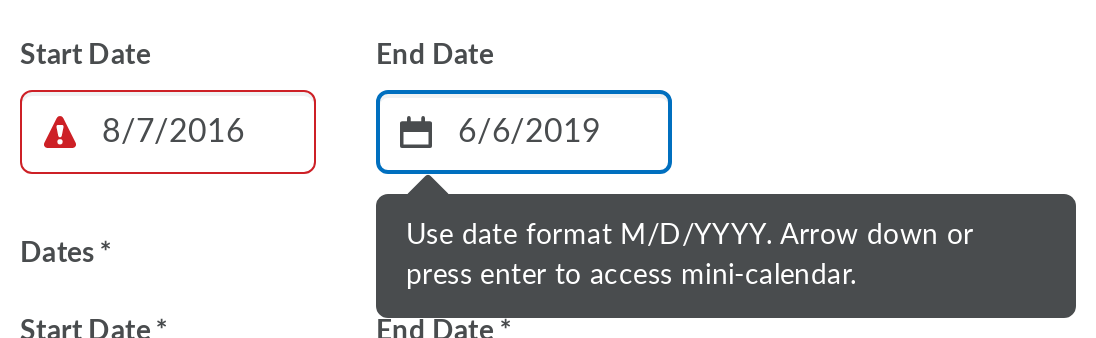 Start Date
End Date
8/7/2016
6/6/2019
Use date format M/D/YYYY. Arrow down or
press enter to access mini-calendar.
Dates *
Start Date *
End Date *